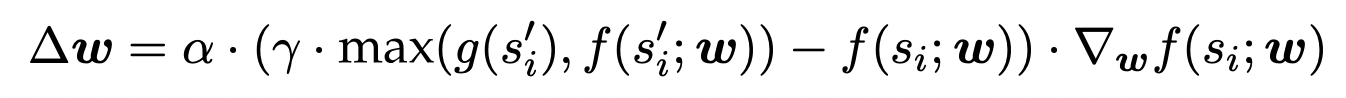 Δ𝒘 = α · (γ · max(g(s′ᵢ), f(s′ᵢ; 𝒘)) − f(sᵢ; 𝒘)) · ∇_𝒘 f(sᵢ; 𝒘)